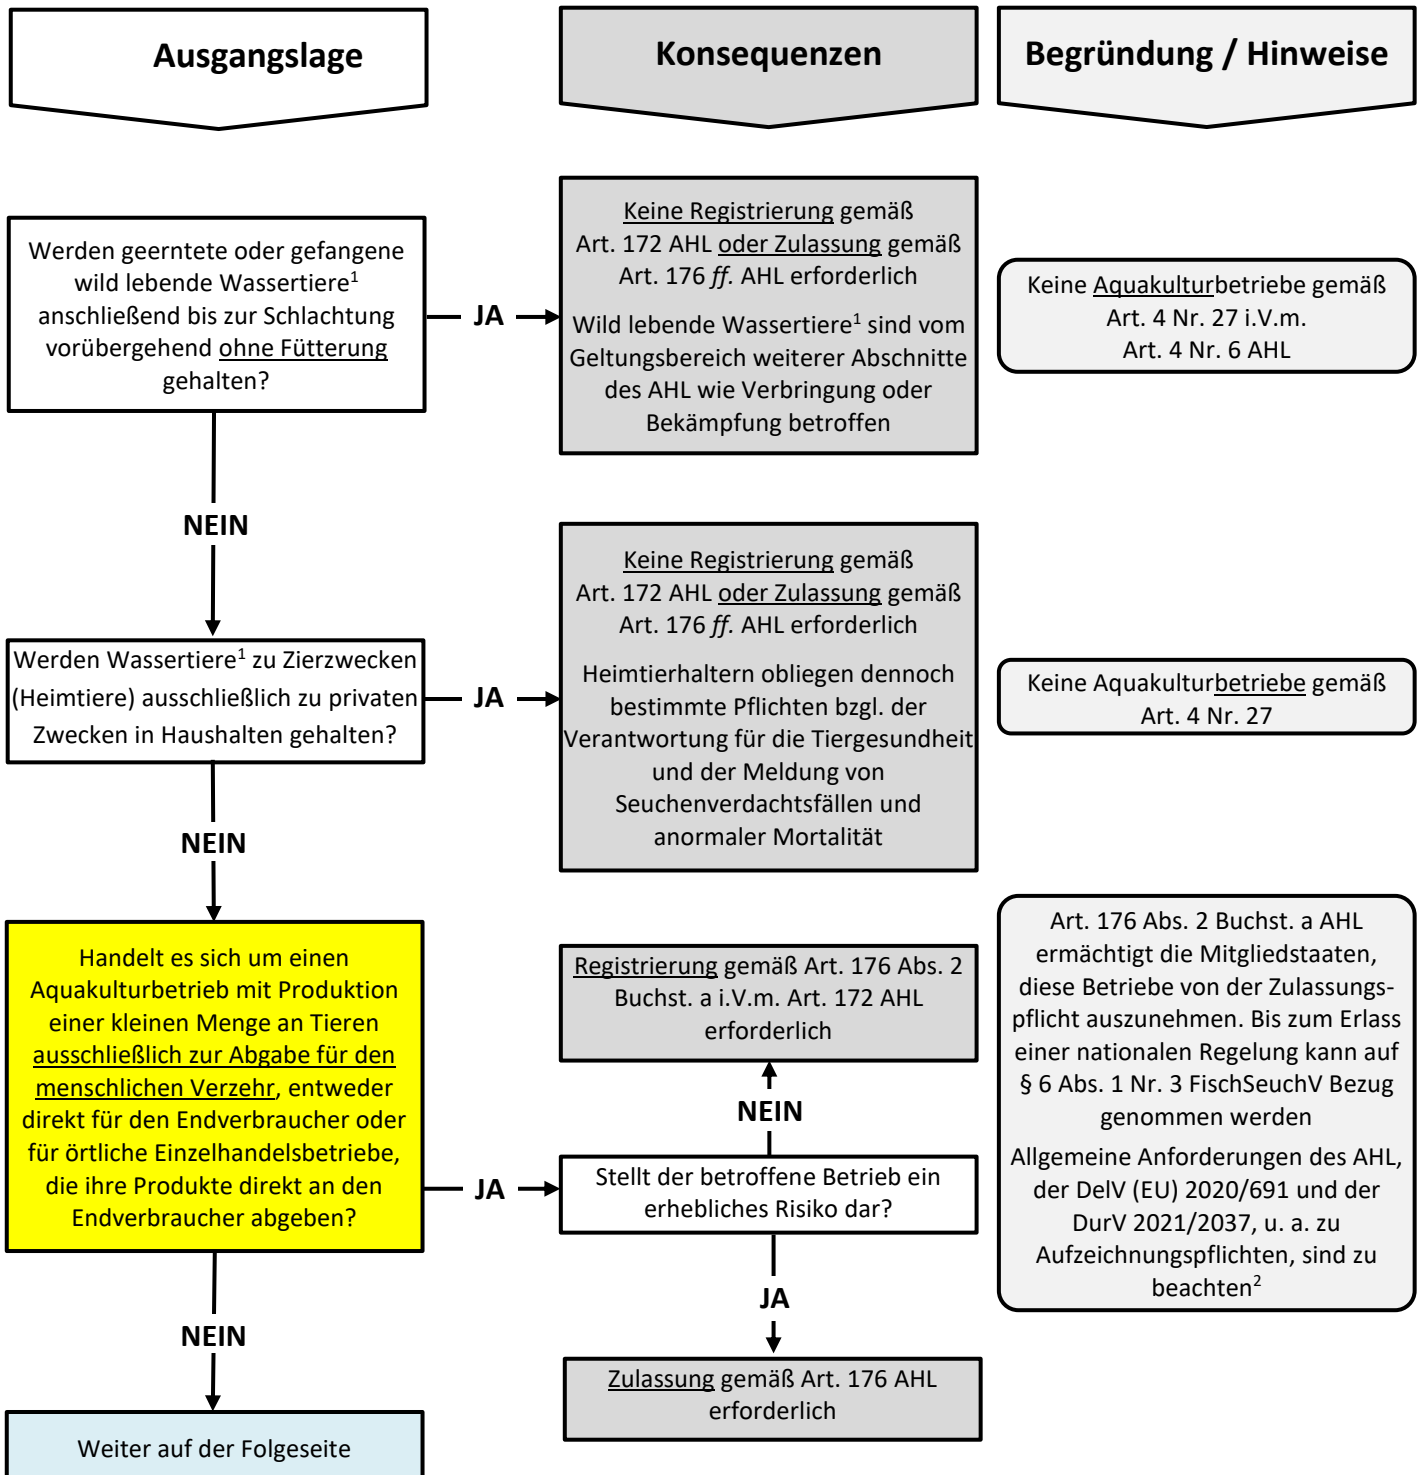 Ausgangslage
Konsequenzen
Begründung / Hinweise
Werden geerntete oder gefangene
wild lebende Wassertiere¹
anschließend bis zur Schlachtung
vorübergehend ohne Fütterung
gehalten?
JA
Keine Registrierung gemäß
Art. 172 AHL oder Zulassung gemäß
Art. 176 ff. AHL erforderlich
Wild lebende Wassertiere¹ sind vom
Geltungsbereich weiterer Abschnitte
des AHL wie Verbringung oder
Bekämpfung betroffen
Keine Aquakulturbetriebe gemäß
Art. 4 Nr. 27 i.V.m.
Art. 4 Nr. 6 AHL
NEIN
Werden Wassertiere¹ zu Zierzwecken
(Heimtiere) ausschließlich zu privaten
Zwecken in Haushalten gehalten?
JA
Keine Registrierung gemäß
Art. 172 AHL oder Zulassung gemäß
Art. 176 ff. AHL erforderlich
Heimtierhaltern obliegen dennoch
bestimmte Pflichten bzgl. der
Verantwortung für die Tiergesundheit
und der Meldung von
Seuchenverdachtsfällen und
anormaler Mortalität
Keine Aquakulturbetriebe gemäß
Art. 4 Nr. 27
NEIN
Handelt es sich um einen
Aquakulturbetrieb mit Produktion
einer kleinen Menge an Tieren
ausschließlich zur Abgabe für den
menschlichen Verzehr, entweder
direkt für den Endverbraucher oder
für örtliche Einzelhandelsbetriebe,
die ihre Produkte direkt an den
Endverbraucher abgeben?
JA
Registrierung gemäß Art. 176 Abs. 2
Buchst. a i.V.m. Art. 172 AHL
erforderlich
NEIN
Stellt der betroffene Betrieb ein
erhebliches Risiko dar?
JA
Zulassung gemäß Art. 176 AHL
erforderlich
Art. 176 Abs. 2 Buchst. a AHL
ermächtigt die Mitgliedstaaten,
diese Betriebe von der Zulassungs-
pflicht auszunehmen. Bis zum Erlass
einer nationalen Regelung kann auf
§ 6 Abs. 1 Nr. 3 FischSeuchV Bezug
genommen werden
Allgemeine Anforderungen des AHL,
der DelV (EU) 2020/691 und der
DurV 2021/2037, u. a. zu
Aufzeichnungspflichten, sind zu
beachten²
NEIN
Weiter auf der Folgeseite